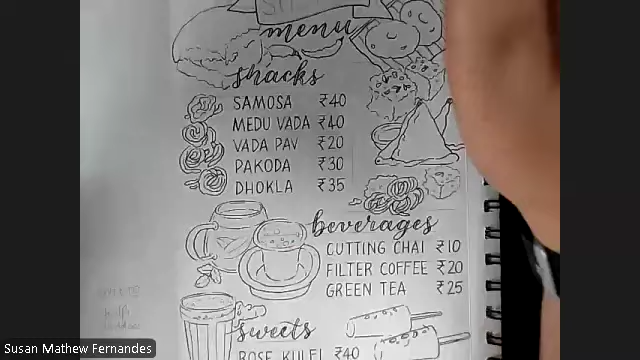 menu
snacks
SAMOSA ₹40
MEDU VADA ₹40
VADA PAV ₹20
PAKODA ₹30
DHOKLA ₹35
beverages
CUTTING CHAI ₹10
FILTER COFFEE ₹20
GREEN TEA ₹25
sweets
ROSE KULFI ₹40
Susan Mathew Fernandes